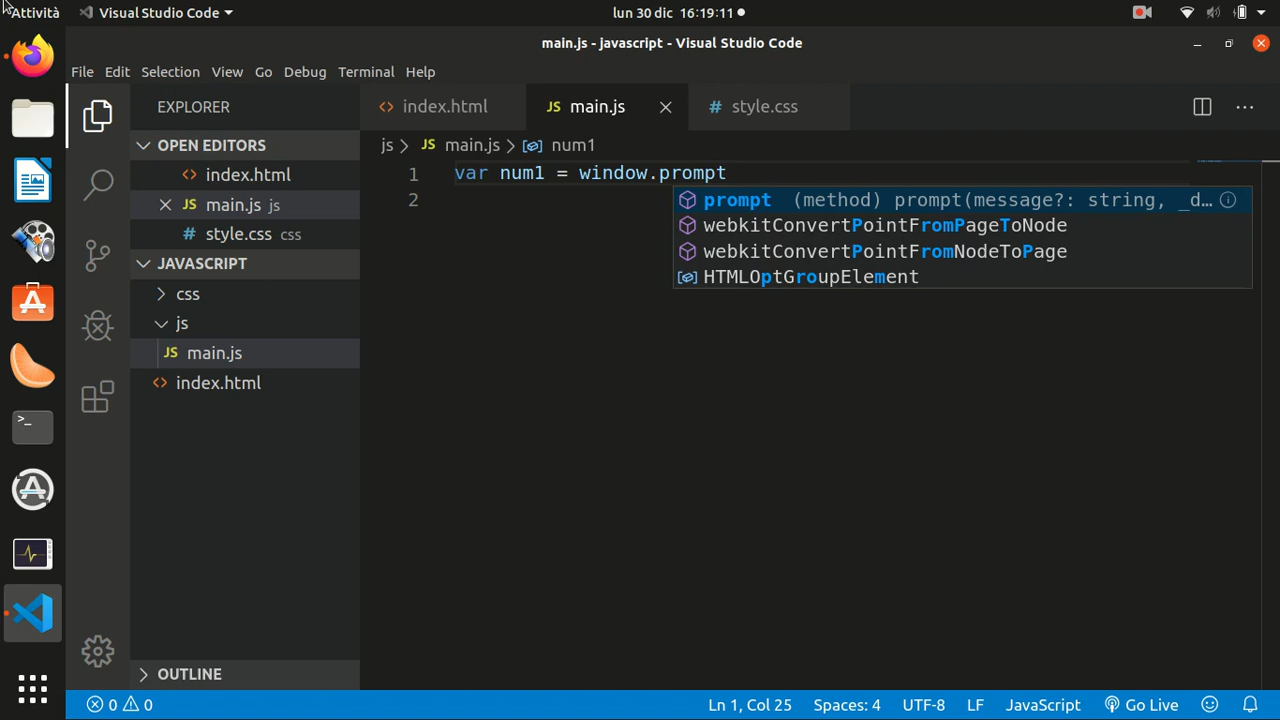 Attività
Visual Studio Code
lun 30 dic 16:19:11
main.js - javascript - Visual Studio Code
File Edit Selection View Go Debug Terminal Help
EXPLORER
OPEN EDITORS
index.html
JS main.js js
# style.css css
JAVASCRIPT
css
js
JS main.js
index.html
OUTLINE
<> index.html
JS main.js
# style.css
js > JS main.js > num1
1 var num1 = window.prompt
2
prompt (method) prompt(message?: string, _d...
webkitConvertPointFromPageToNode
webkitConvertPointFromNodeToPage
HTMLOptGroupElement
0 0
Ln 1, Col 25 Spaces: 4 UTF-8 LF JavaScript Go Live